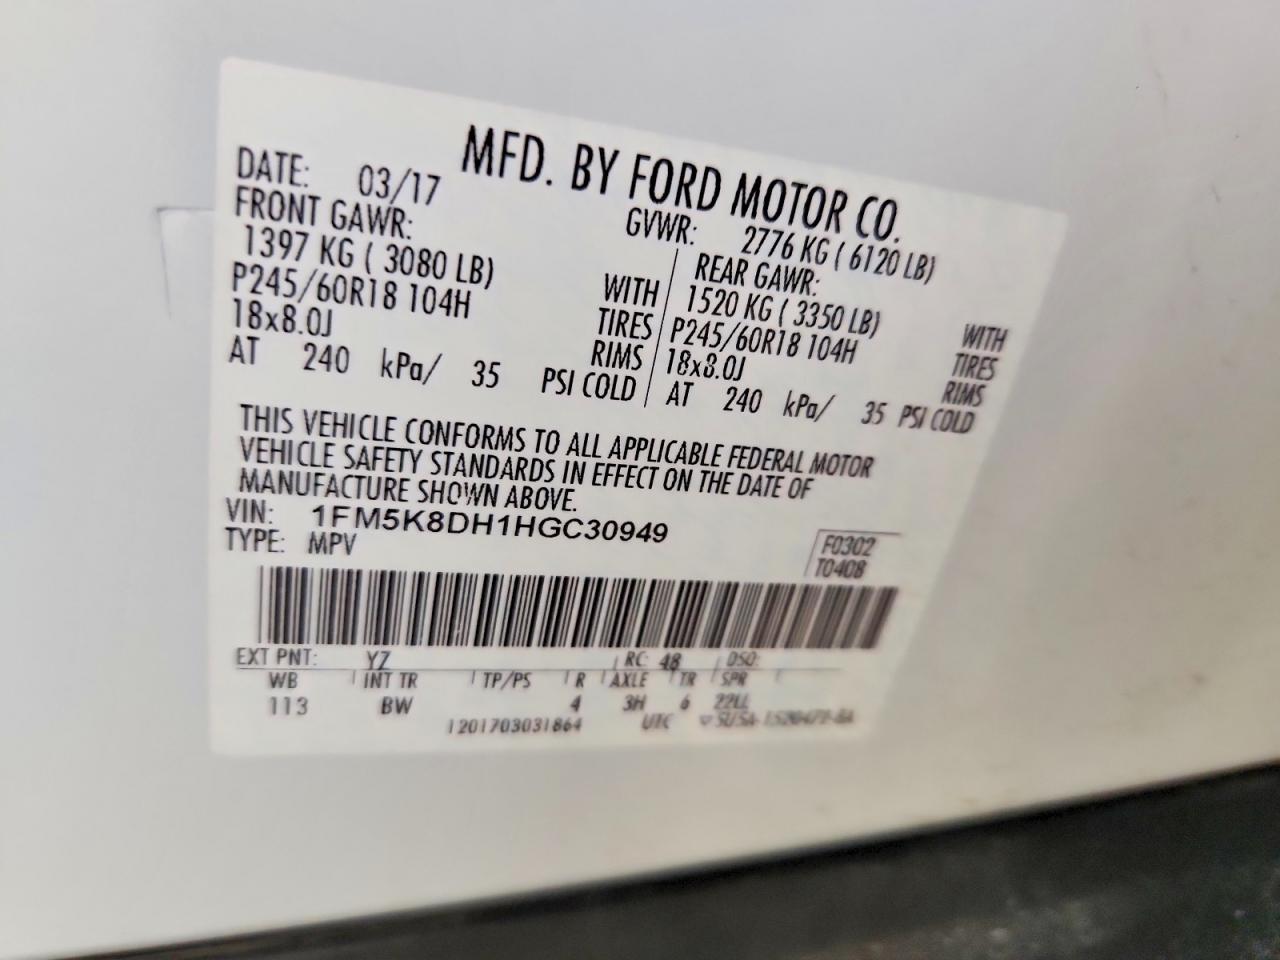 MFD. BY FORD MOTOR CO.
DATE: 03/17 GVWR: 2776 KG ( 6120 LB)
FRONT GAWR: REAR GAWR:
1397 KG ( 3080 LB) WITH 1520 KG ( 3350 LB) WITH
P245/60R18 104H TIRES P245/60R18 104H TIRES
18x8.0J RIMS 18x8.0J RIMS
AT 240 kPa/ 35 PSI COLD AT 240 kPa/ 35 PSI COLD
THIS VEHICLE CONFORMS TO ALL APPLICABLE FEDERAL MOTOR
VEHICLE SAFETY STANDARDS IN EFFECT ON THE DATE OF
MANUFACTURE SHOWN ABOVE.
VIN: 1FM5K8DH1HGC30949
TYPE: MPV
F0302
T0408
EXT PNT: YZ RC: 48 DSO:
WB INT TR TP/PS R AXLE TR SPR
113 BW 4 3H 6 22LL
1201703031864 UTC